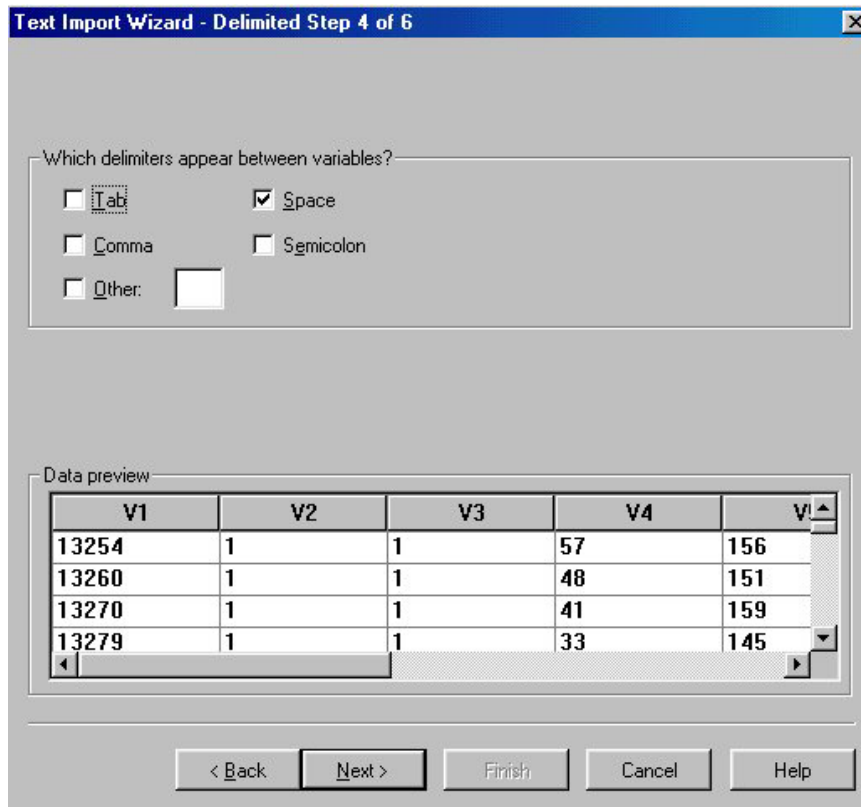 Text Import Wizard - Delimited Step 4 of 6
Which delimiters appear between variables?
Tab Space
Comma Semicolon
Other:
Data preview
V1 V2 V3 V4
13254 1 1 57 156
13260 1 1 48 151
13270 1 1 41 159
13279 1 1 33 145
< Back Next > Finish Cancel Help